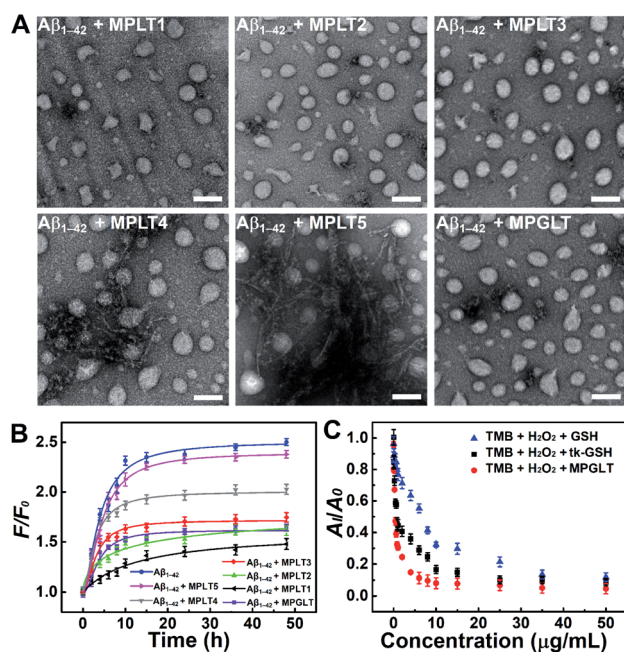 A
Aβ₁₋₄₂ + MPLT1
Aβ₁₋₄₂ + MPLT2
Aβ₁₋₄₂ + MPLT3
Aβ₁₋₄₂ + MPLT4
Aβ₁₋₄₂ + MPLT5
Aβ₁₋₄₂ + MPGLT
B
F/F₀
2.5
2.0
1.5
1.0
0 10 20 30 40 50
Time (h)
Aβ₁₋₄₂
Aβ₁₋₄₂ + MPLT5
Aβ₁₋₄₂ + MPLT4
Aβ₁₋₄₂ + MPLT3
Aβ₁₋₄₂ + MPLT2
Aβ₁₋₄₂ + MPLT1
Aβ₁₋₄₂ + MPGLT
C
Aᵢ/A₀
1.0
0.8
0.6
0.4
0.2
0.0
0 10 20 30 40 50
Concentration (μg/mL)
TMB + H₂O₂ + GSH
TMB + H₂O₂ + tk-GSH
TMB + H₂O₂ + MPGLT